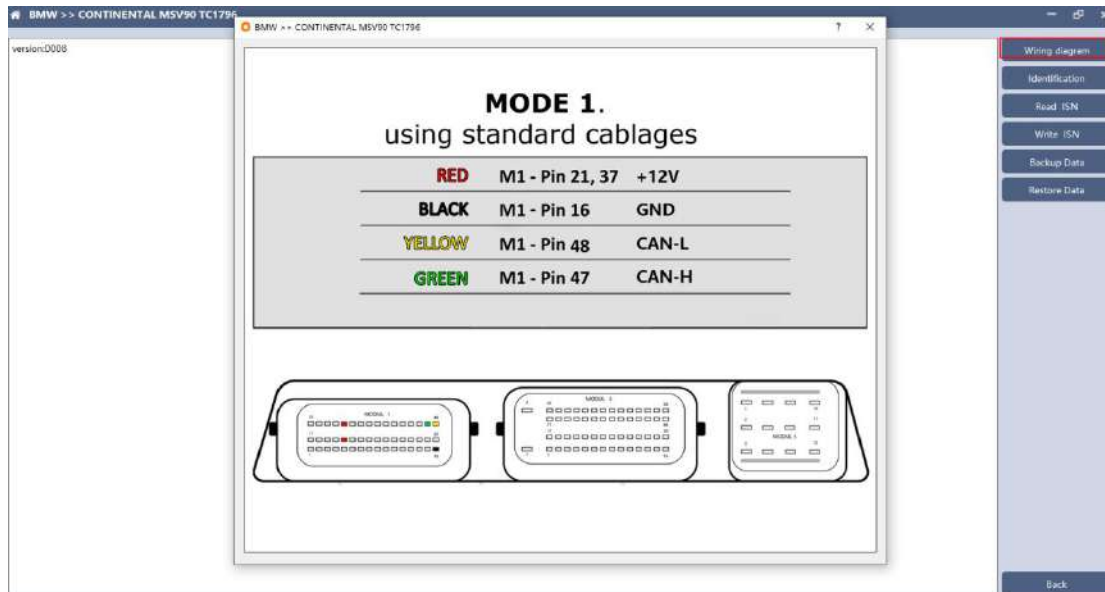 BMW >> CONTINENTAL MSV90 TC1796
BMW >> CONTINENTAL MSV90 TC1796
version:0008
MODE 1.
using standard cablages
RED M1 - Pin 21, 37 +12V
BLACK M1 - Pin 16 GND
YELLOW M1 - Pin 48 CAN-L
GREEN M1 - Pin 47 CAN-H
MODUL 1
Wiring diagram
Identification
Read ISN
Write ISN
Backup Data
Restore Data
Back